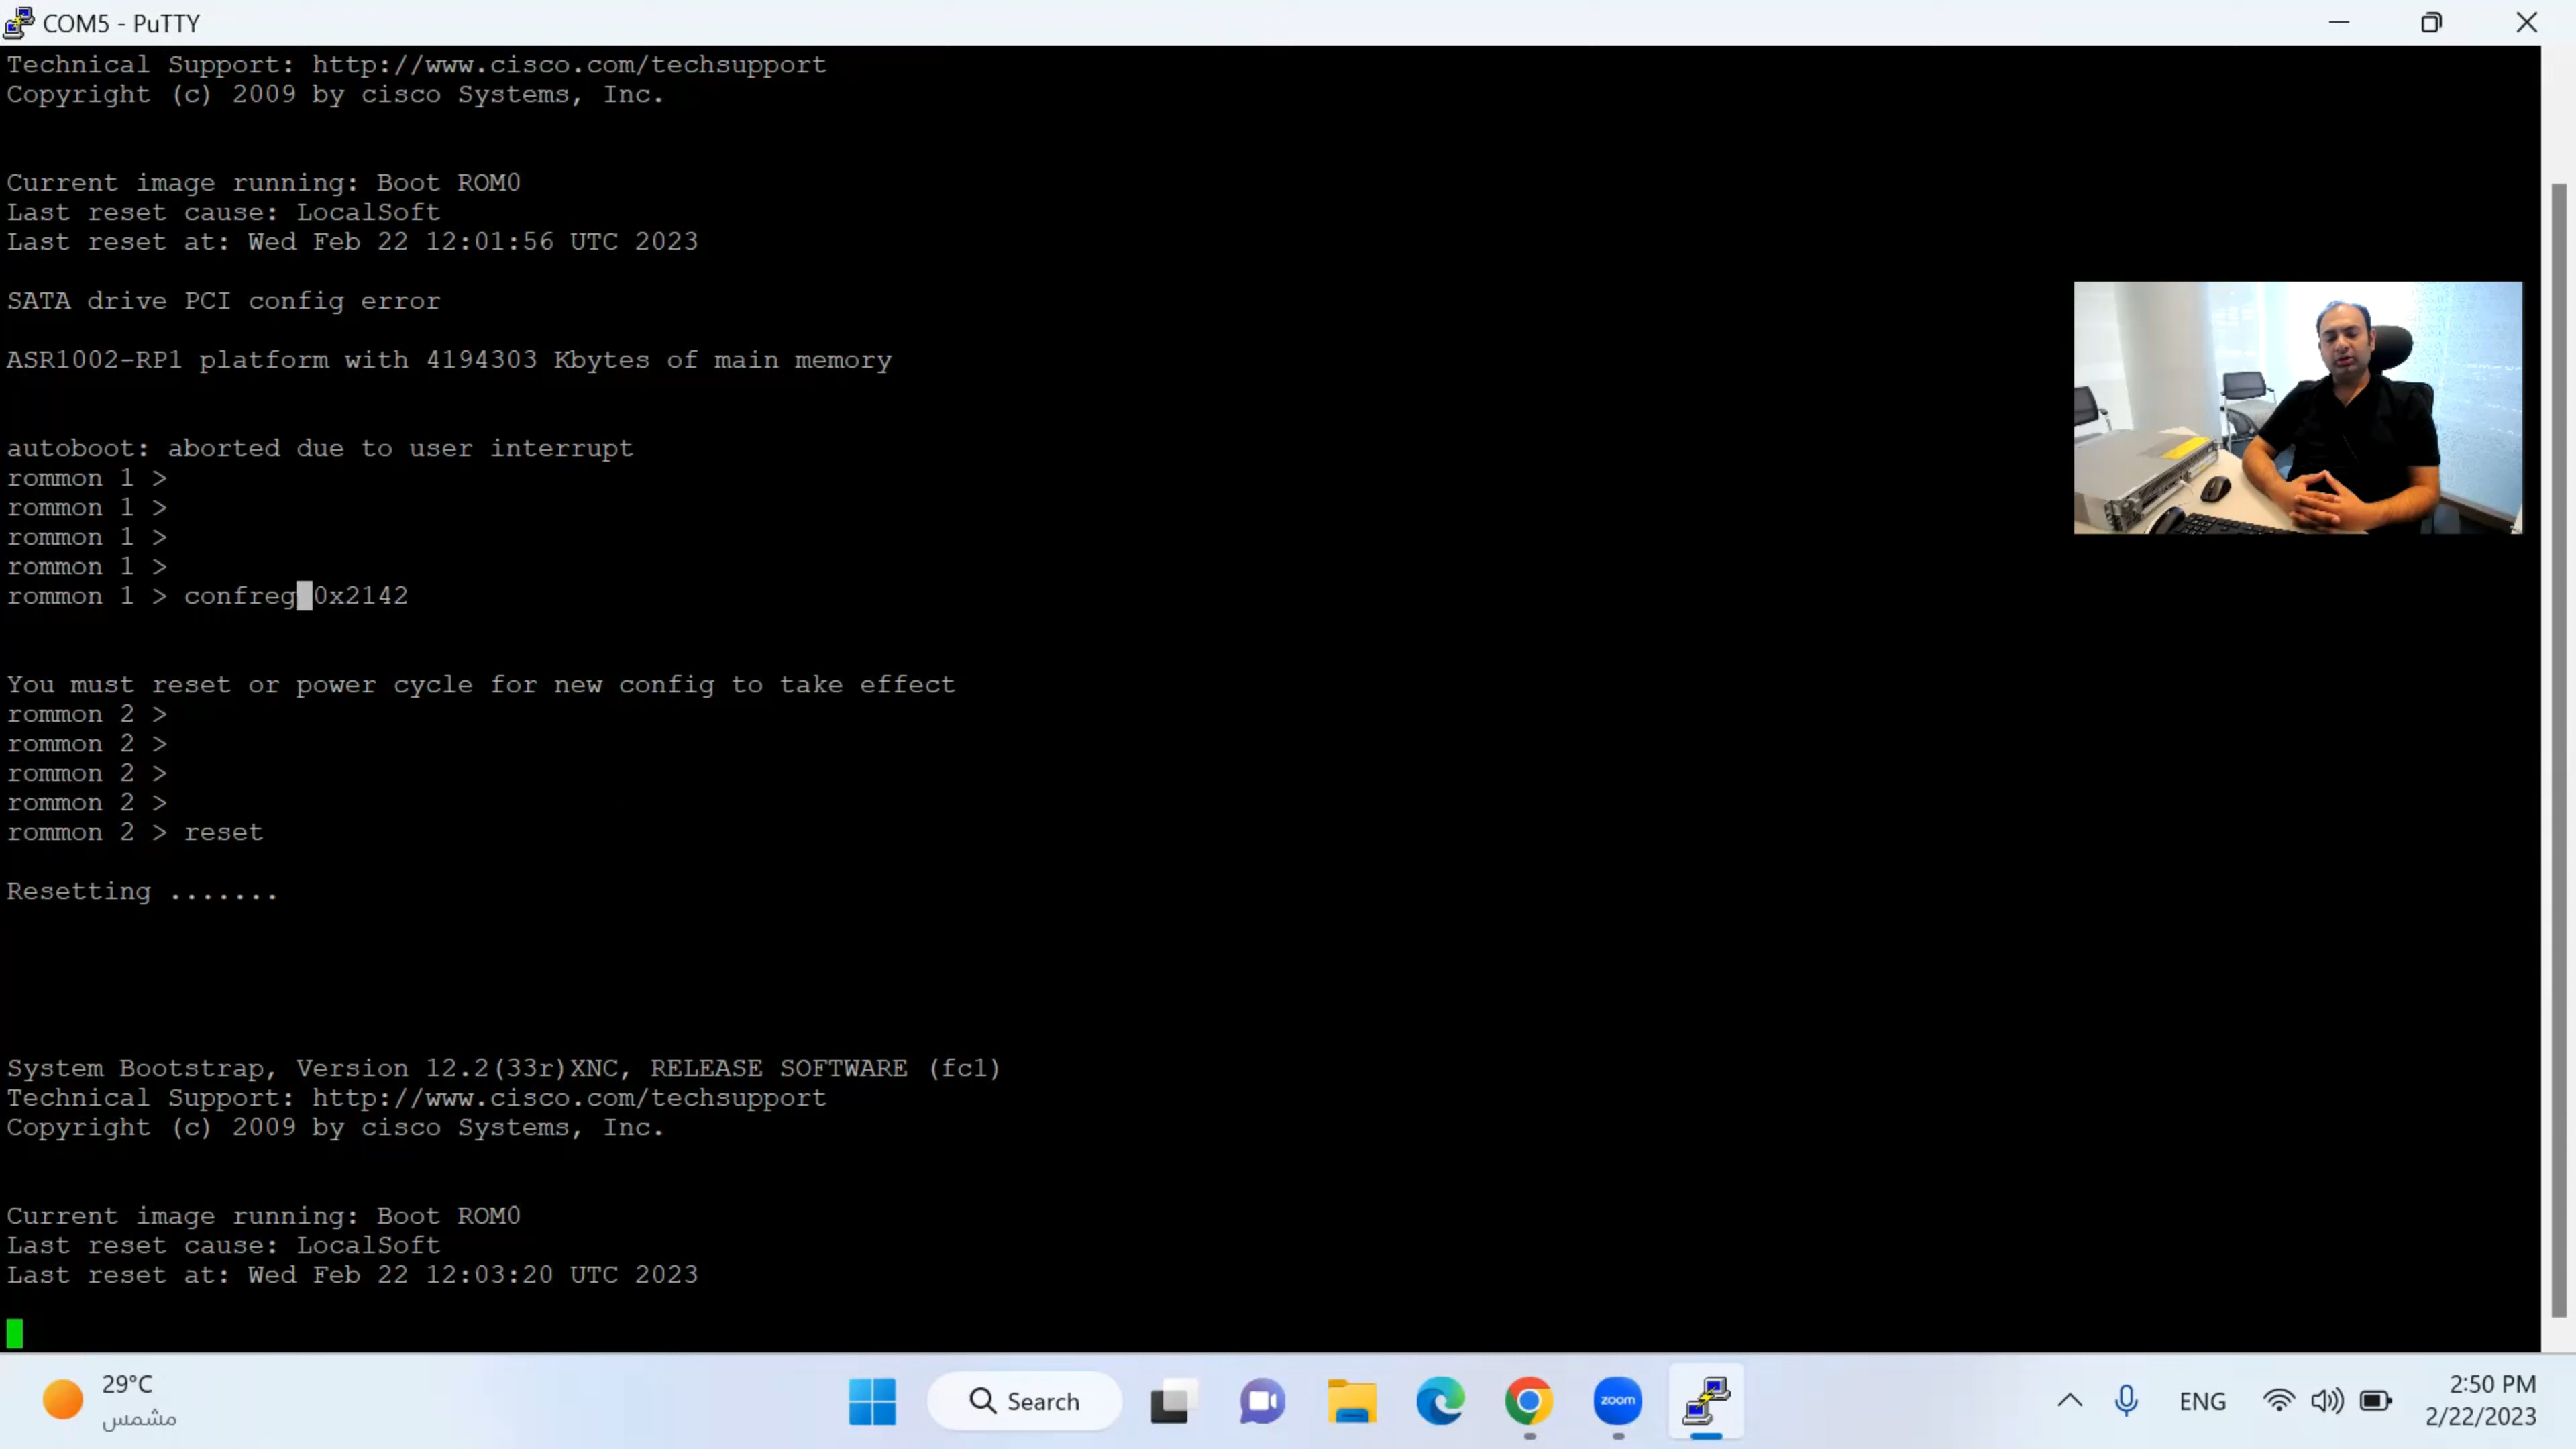 COM5 - PuTTY
Technical Support: http://www.cisco.com/techsupport
Copyright (c) 2009 by cisco Systems, Inc.
Current image running: Boot ROM0
Last reset cause: LocalSoft
Last reset at: Wed Feb 22 12:01:56 UTC 2023
SATA drive PCI config error
ASR1002-RP1 platform with 4194303 Kbytes of main memory
autoboot: aborted due to user interrupt
rommon 1 >
rommon 1 >
rommon 1 >
rommon 1 >
rommon 1 > confreg 0x2142
You must reset or power cycle for new config to take effect
rommon 2 >
rommon 2 >
rommon 2 >
rommon 2 >
rommon 2 > reset
Resetting .......
System Bootstrap, Version 12.2(33r)XNC, RELEASE SOFTWARE (fc1)
Technical Support: http://www.cisco.com/techsupport
Copyright (c) 2009 by cisco Systems, Inc.
Current image running: Boot ROM0
Last reset cause: LocalSoft
Last reset at: Wed Feb 22 12:03:20 UTC 2023
29°C
مشمس
Search
zoom
ENG
2:50 PM
2/22/2023